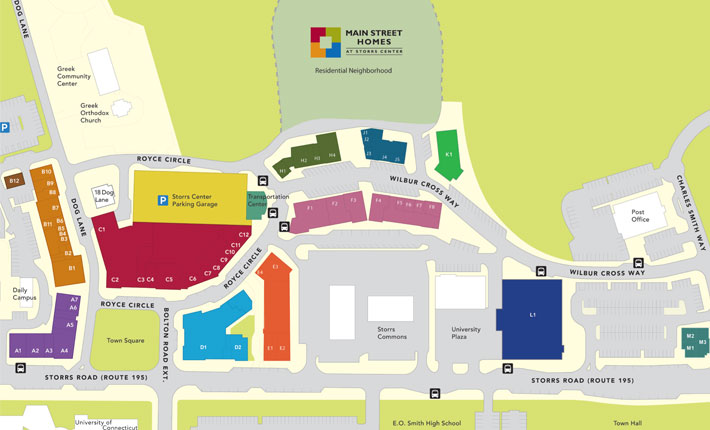 DOG LANE
MAIN STREET
HOMES
AT STORRS CENTER
Residential Neighborhood
Greek
Community
Center
Greek
Orthodox
Church
P
ROYCE CIRCLE
J1
J2
J3
J4
J5
H1
H2
H3
H4
K1
B12
B10
B9
B8
B7
B6
B11
B5
B4
B3
B2
B1
DOG LANE
18 Dog
Lane
P
Storrs Center
Parking Garage
Transportation
Center
WILBUR CROSS WAY
CHARLES SMITH WAY
F1
F2
F3
F4
F5
F6
F7
F8
Post
Office
C1
C12
C11
C10
C9
C8
C7
C6
C5
C4
C3
C2
ROYCE CIRCLE
E4
E3
WILBUR CROSS WAY
Daily
Campus
A7
A6
A5
A1
A2
A3
A4
ROYCE CIRCLE
Town Square
BOLTON ROAD EXT.
D1
D2
E1
E2
Storrs
Commons
University
Plaza
L1
M2
M1
M3
STORRS ROAD (ROUTE 195)
STORRS ROAD (ROUTE 195)
University of
Connecticut
E.O. Smith High School
Town Hall